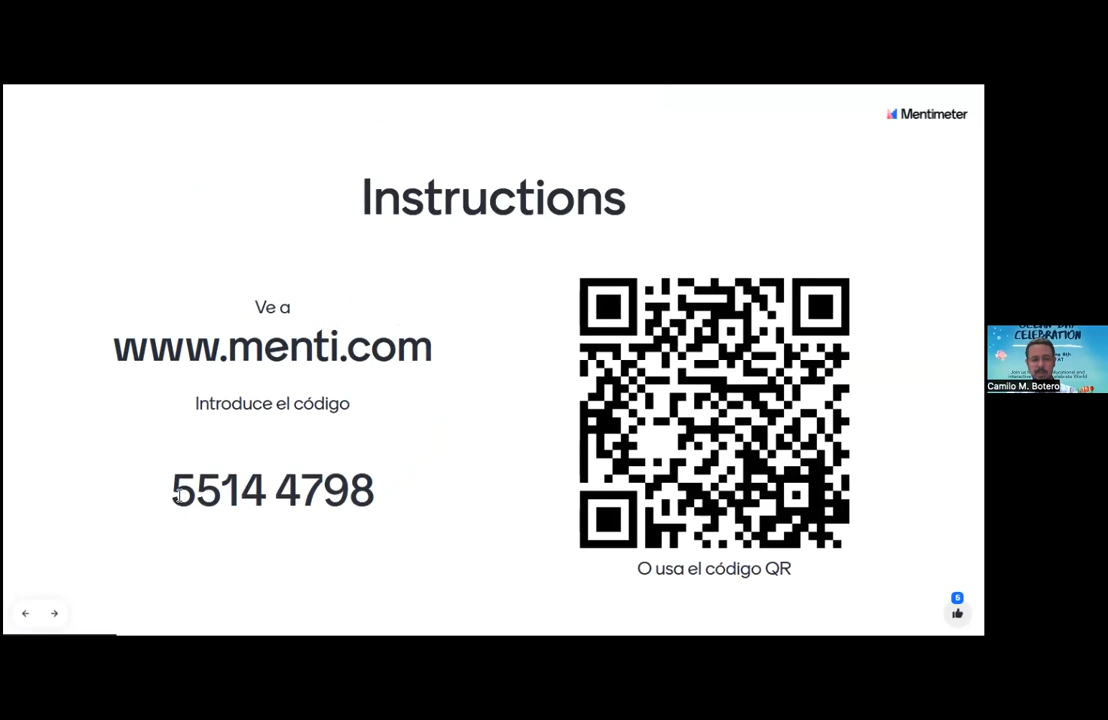 Mentimeter
Instructions
Ve a
www.menti.com
Introduce el código
5514 4798
O usa el código QR
5
CELEBRATION
Camilo M. Botero